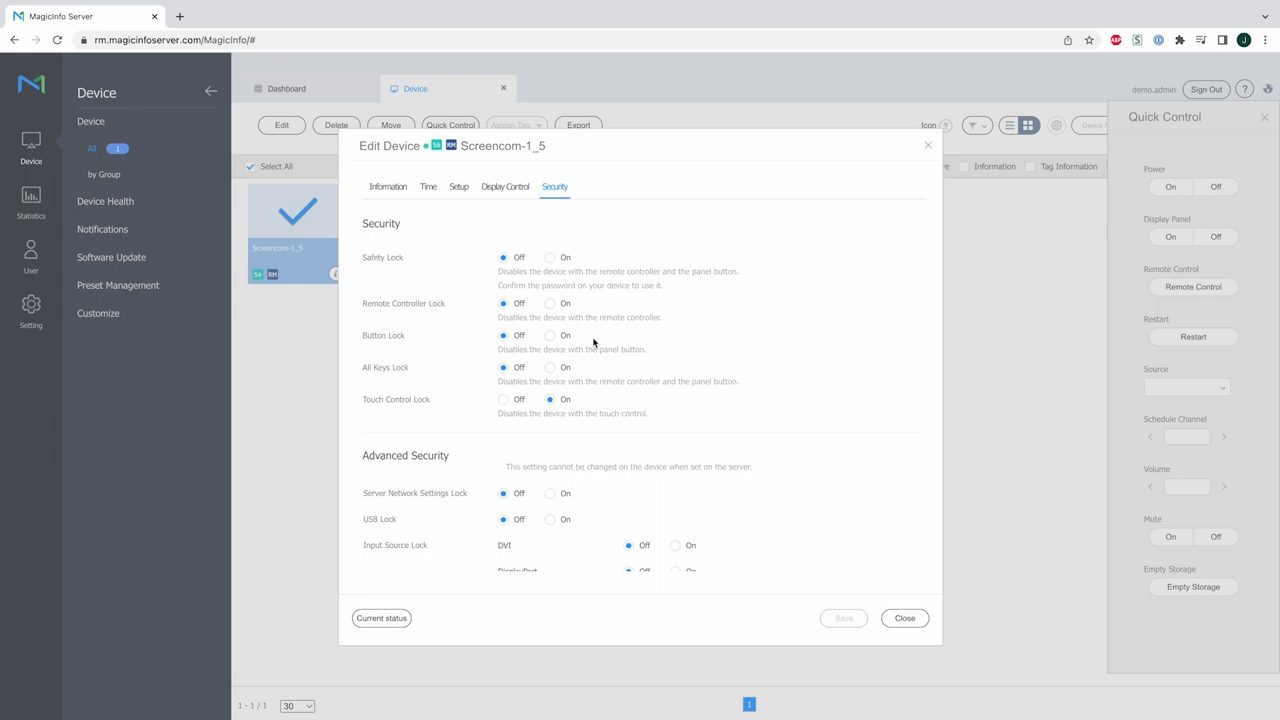 MagicInfo Server
rm.magicinfoserver.com/MagicInfo/#
ABP
S
J
Device
Statistics
User
Setting
Device
Device
All 1
by Group
Device Health
Notifications
Software Update
Preset Management
Customize
Dashboard
Device
demo.admin
Sign Out
?
Edit
Delete
Move
Quick Control
Assign Tag
Export
Icon
Select All
Information
Tag Information
Screencom-1_5
S6 RM
Edit Device S6 RM Screencom-1_5
Information
Time
Setup
Display Control
Security
Security
Safety Lock Off On
Disables the device with the remote controller and the panel button.
Confirm the password on your device to use it.
Remote Controller Lock Off On
Disables the device with the remote controller.
Button Lock Off On
Disables the device with the panel button.
All Keys Lock Off On
Disables the device with the remote controller and the panel button.
Touch Control Lock Off On
Disables the device with the touch control.
Advanced Security
This setting cannot be changed on the device when set on the server.
Server Network Settings Lock Off On
USB Lock Off On
Input Source Lock DVI Off On
DisplayPort Off On
Current status
Save
Close
Quick Control
Power
On Off
Display Panel
On Off
Remote Control
Remote Control
Restart
Restart
Source
Schedule Channel
Volume
Mute
On Off
Empty Storage
Empty Storage
1 - 1 / 1
30
1